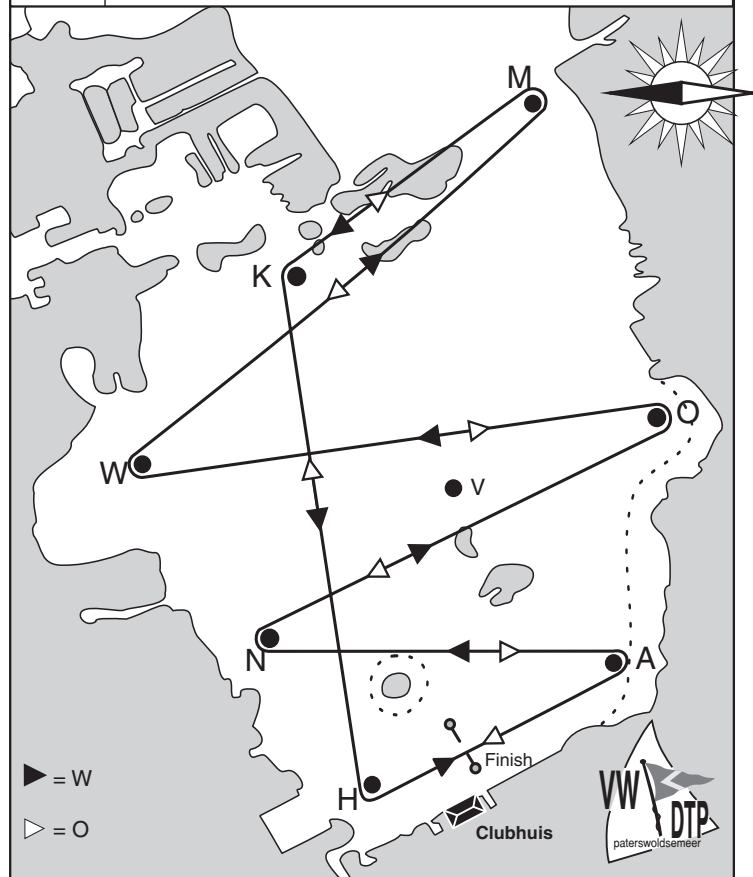 M
K
O
W
V
N
A
Finish
H
= W
= O
Clubhuis
VW
DTP
paterswoldsemeer